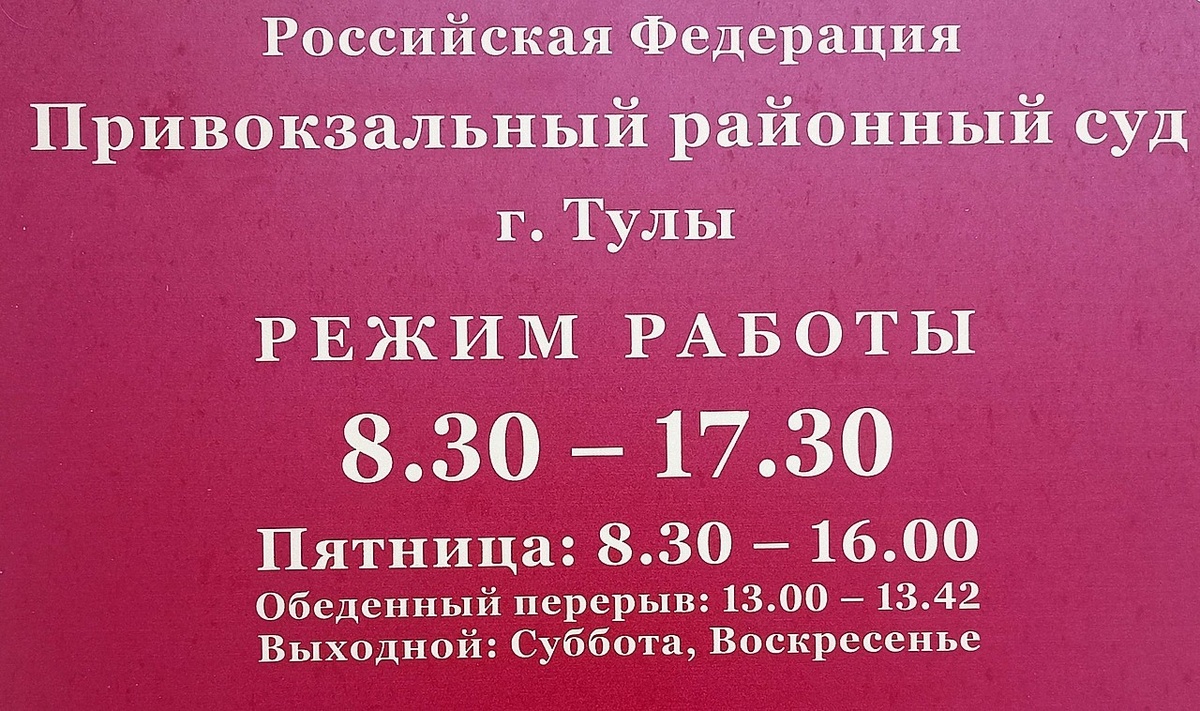 Российская Федерация
Привокзальный районный суд
г. Тулы
РЕЖИМ РАБОТЫ
8.30 – 17.30
Пятница: 8.30 – 16.00
Обеденный перерыв: 13.00 – 13.42
Выходной: Суббота, Воскресенье